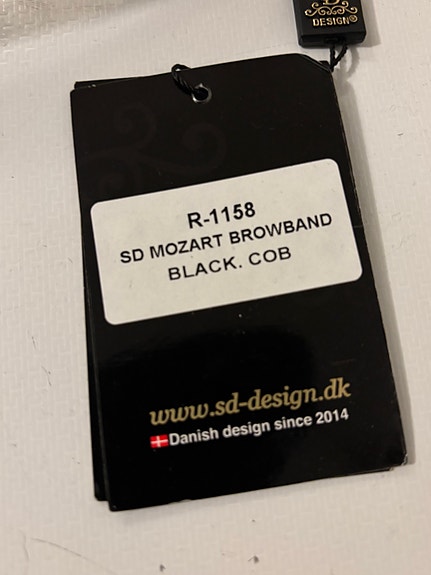 DESIGN®
R-1158
SD MOZART BROWBAND
BLACK. COB
www.sd-design.dk
Danish design since 2014